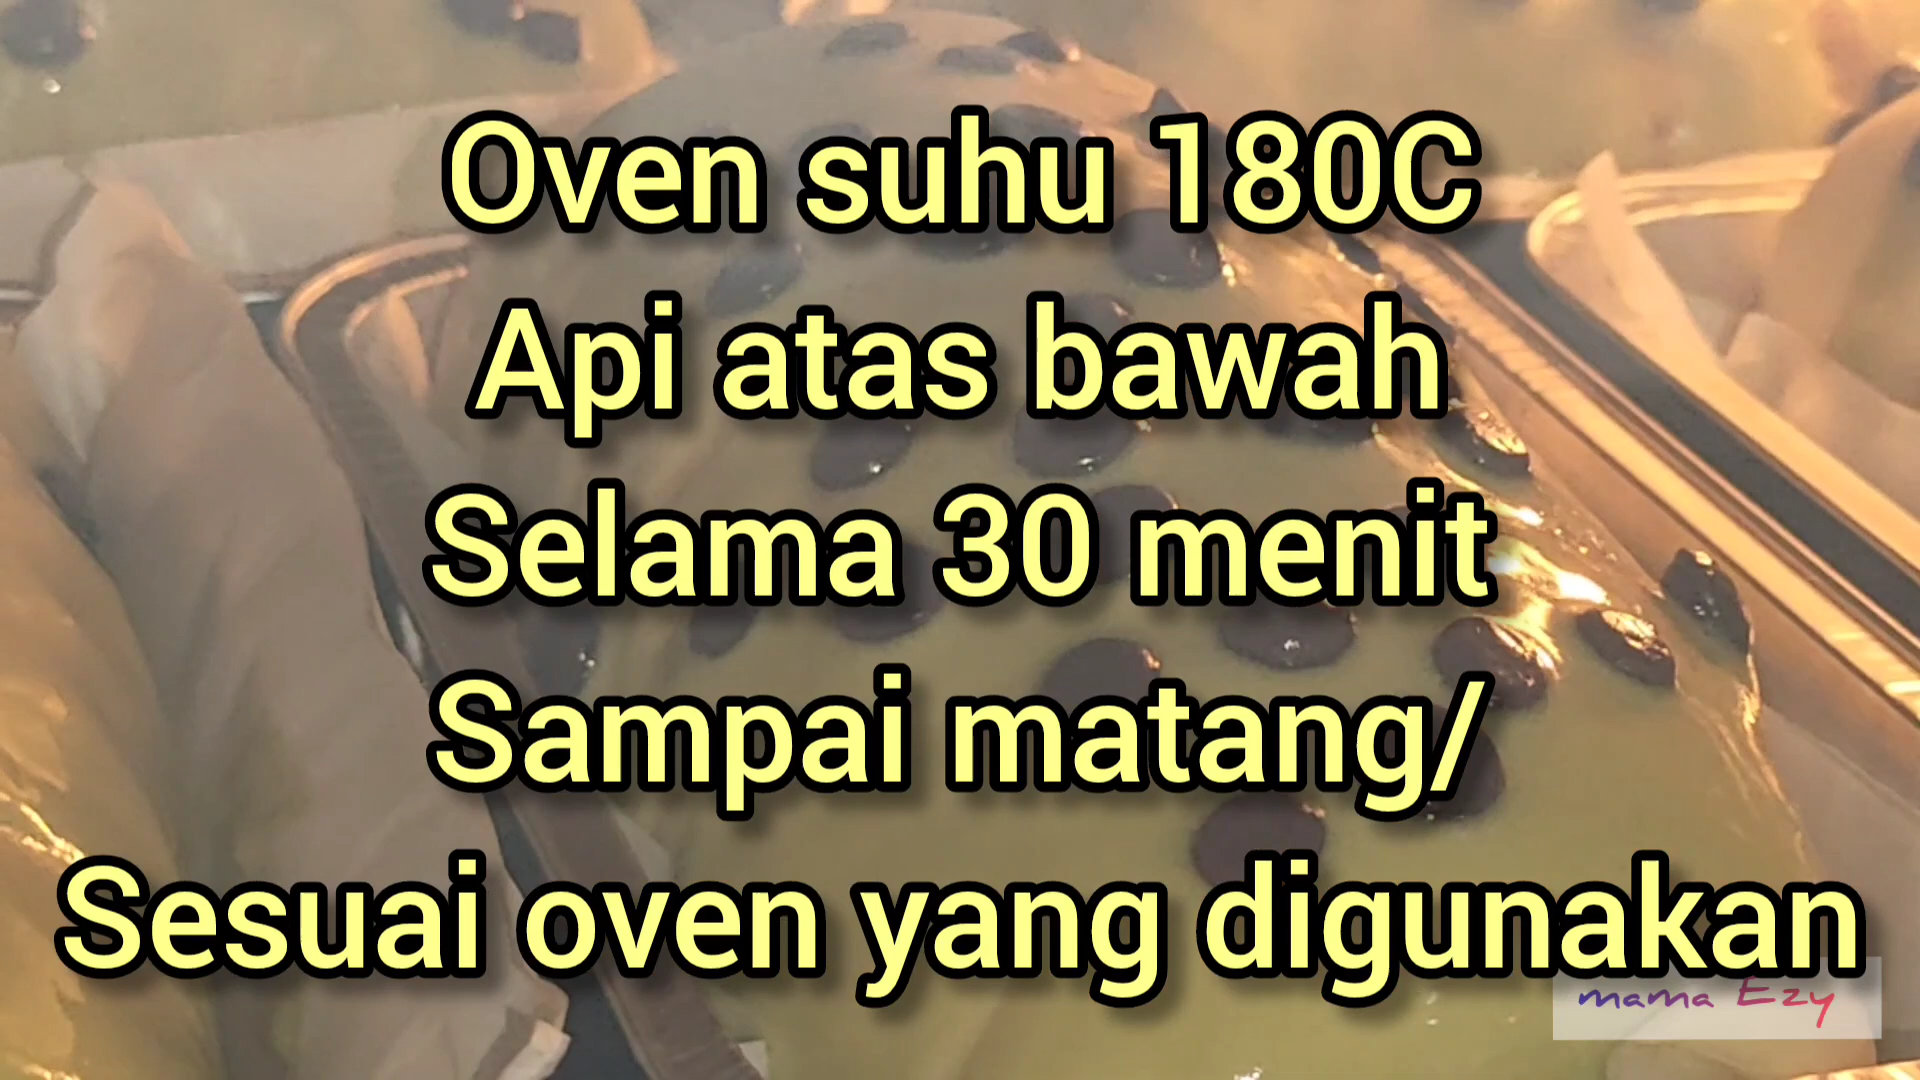 Oven suhu 180C
Api atas bawah
Selama 30 menit
Sampai matang/
Sesuai oven yang digunakan
mama Ezy